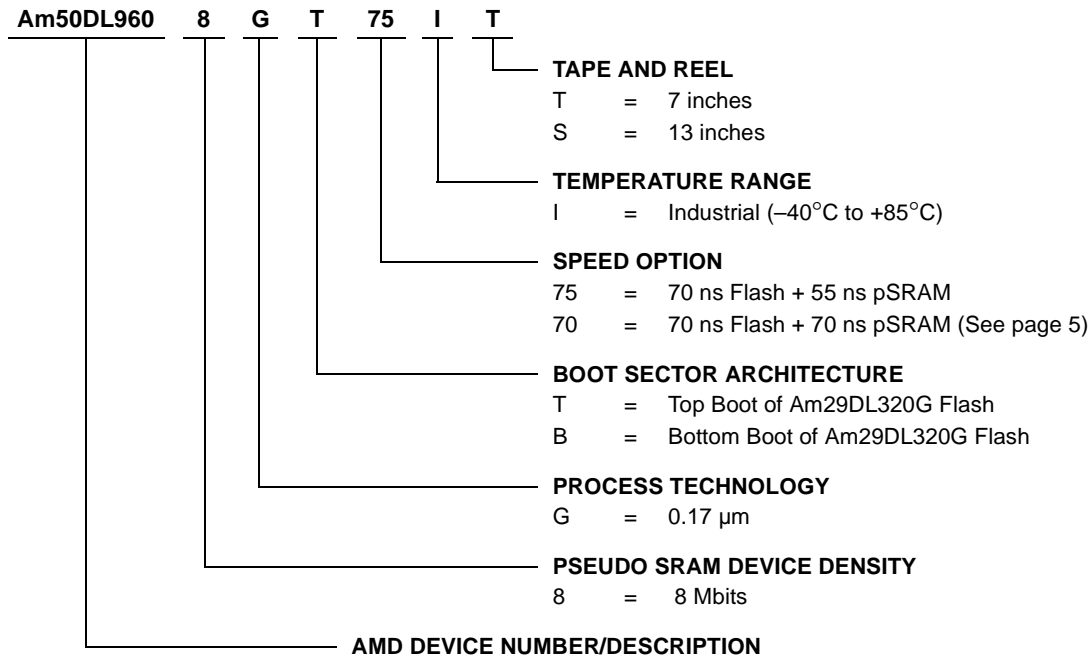 Am50DL960 8 G T 75 I T
TAPE AND REEL
T = 7 inches
S = 13 inches
TEMPERATURE RANGE
I = Industrial (–40°C to +85°C)
SPEED OPTION
75 = 70 ns Flash + 55 ns pSRAM
70 = 70 ns Flash + 70 ns pSRAM (See page 5)
BOOT SECTOR ARCHITECTURE
T = Top Boot of Am29DL320G Flash
B = Bottom Boot of Am29DL320G Flash
PROCESS TECHNOLOGY
G = 0.17 µm
PSEUDO SRAM DEVICE DENSITY
8 = 8 Mbits
AMD DEVICE NUMBER/DESCRIPTION